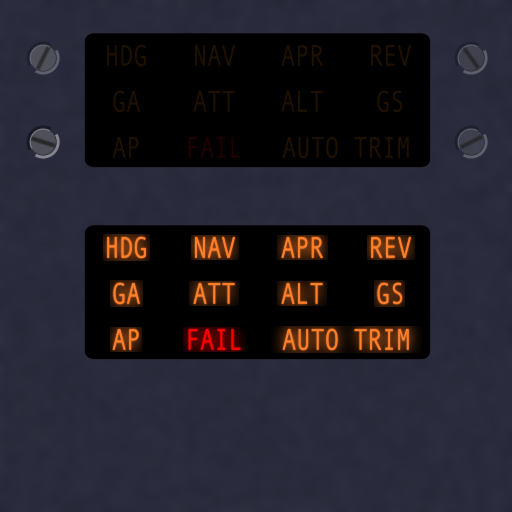 HDG NAV APR REV
GA ATT ALT GS
AP FAIL AUTO TRIM
HDG NAV APR REV
GA ATT ALT GS
AP FAIL AUTO TRIM